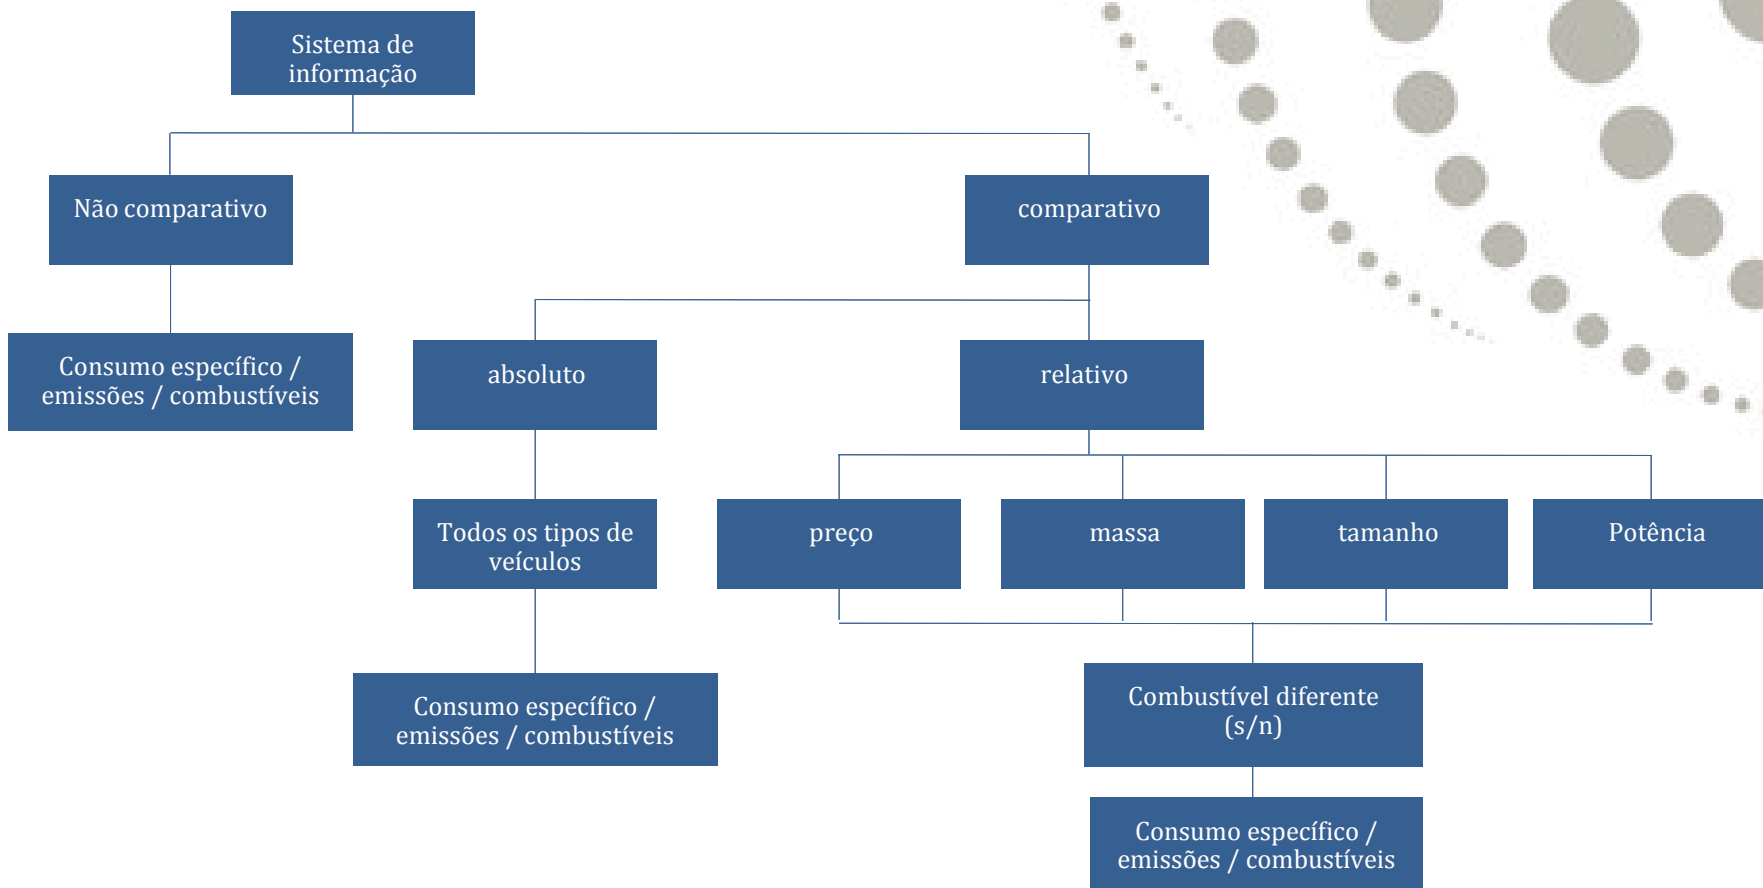 Sistema de
informação
Não comparativo
comparativo
Consumo específico /
emissões / combustíveis
absoluto
relativo
Todos os tipos de
veículos
preço
massa
tamanho
Potência
Consumo específico /
emissões / combustíveis
Combustível diferente
(s/n)
Consumo específico /
emissões / combustíveis